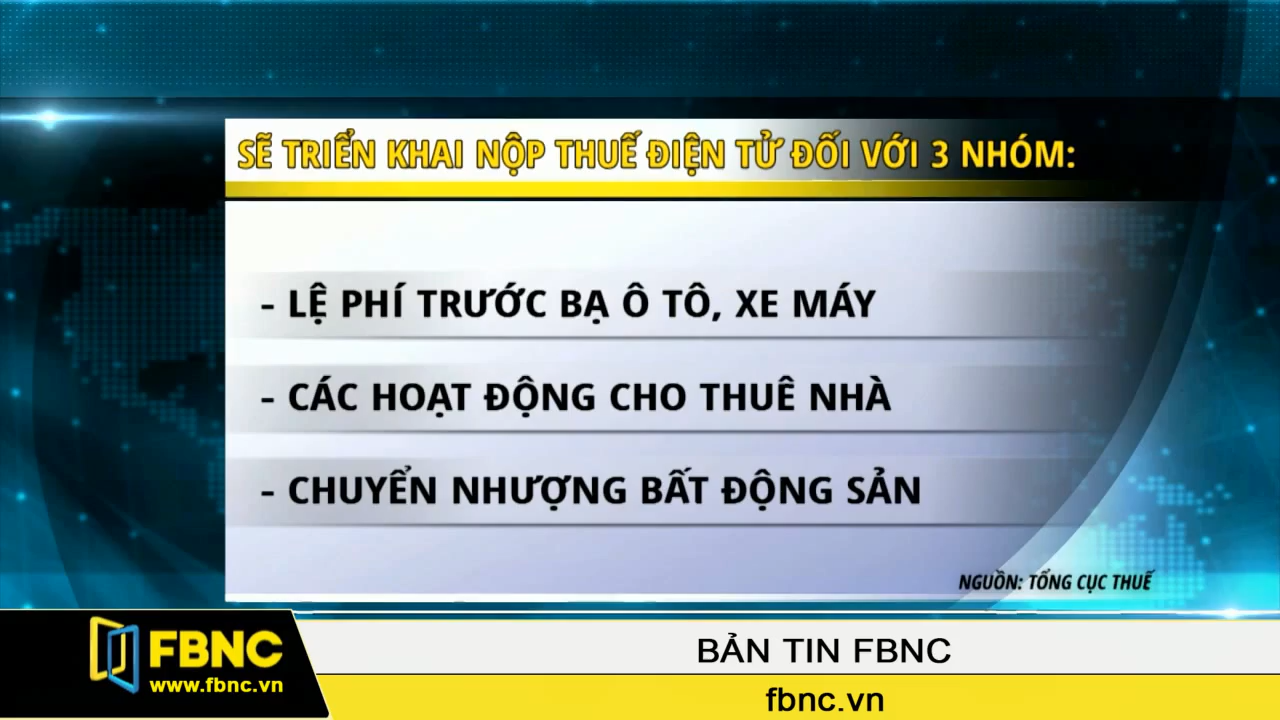 SẼ TRIỂN KHAI NỘP THUẾ ĐIỆN TỬ ĐỐI VỚI 3 NHÓM:
- LỆ PHÍ TRƯỚC BẠ Ô TÔ, XE MÁY
- CÁC HOẠT ĐỘNG CHO THUÊ NHÀ
- CHUYỂN NHƯỢNG BẤT ĐỘNG SẢN
NGUỒN: TỔNG CỤC THUẾ
FBNC
www.fbnc.vn
BẢN TIN FBNC
fbnc.vn